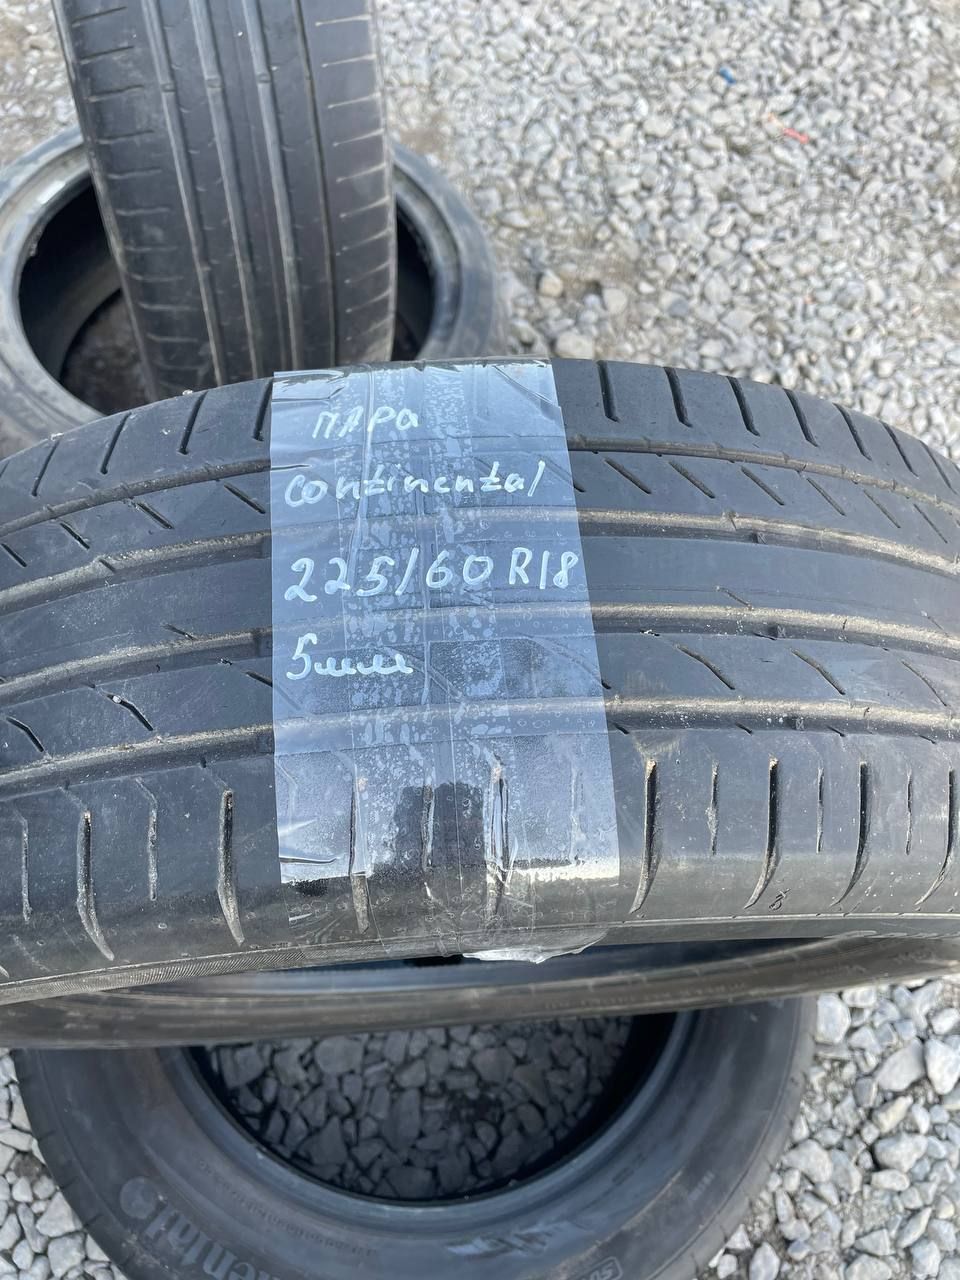 ПАРА
Continental
225/60 R18
5мм